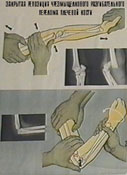 ЗАКРЫТАЯ РЕПОЗИЦИЯ ЧРЕЗМЫЩЕЛКОВОГО РАЗГИБАТЕЛЬНОГО
ПЕРЕЛОМА ПЛЕЧЕВОЙ КОСТИ